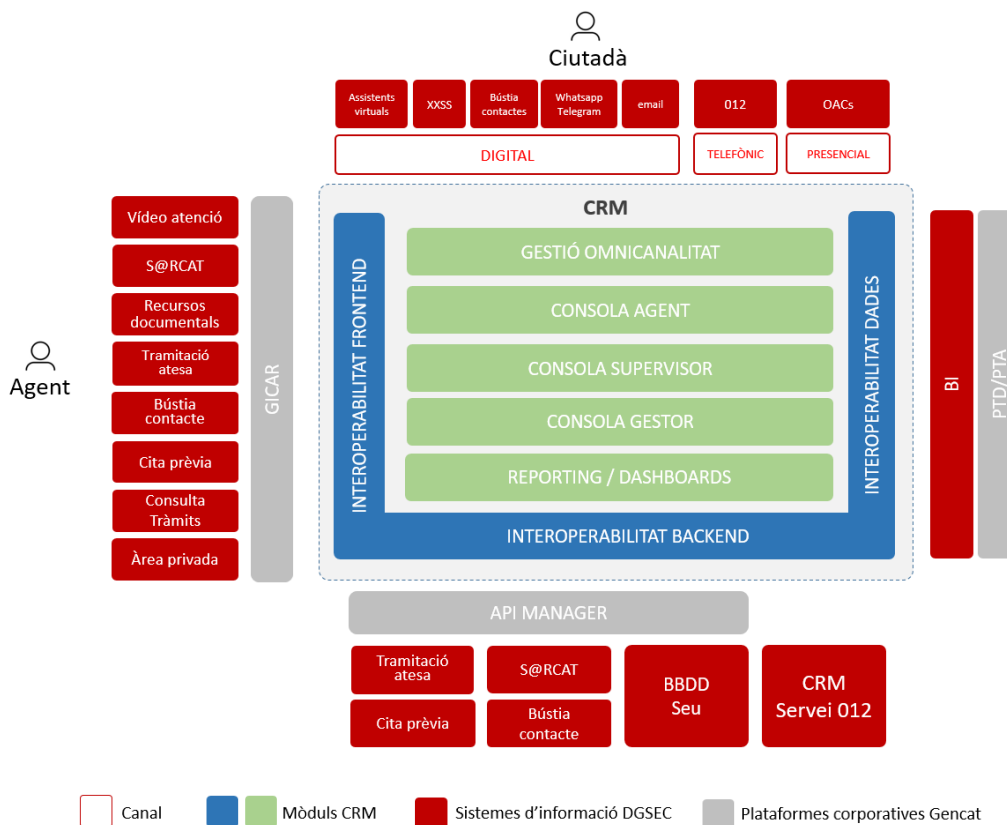 Ciutadà
Assistents
virtuals
XXSS
Bústia
contactes
Whatsapp
Telegram
email
012
OACs
DIGITAL
TELEFÒNIC
PRESENCIAL
Agent
Vídeo atenció
S@RCAT
Recursos
documentals
Tramitació
atesa
Bústia
contacte
Cita prèvia
Consulta
Tràmits
Àrea privada
GICAR
CRM
INTEROPERABILITAT FRONTEND
GESTIÓ OMNICANALITAT
CONSOLA AGENT
CONSOLA SUPERVISOR
CONSOLA GESTOR
REPORTING / DASHBOARDS
INTEROPERABILITAT DADES
INTEROPERABILITAT BACKEND
BI
PTD/PTA
API MANAGER
Tramitació
atesa
S@RCAT
Cita prèvia
Bústia
contacte
BBDD
Seu
CRM
Servei 012
Canal
Mòduls CRM
Sistemes d'informació DGSEC
Plataformes corporatives Gencat